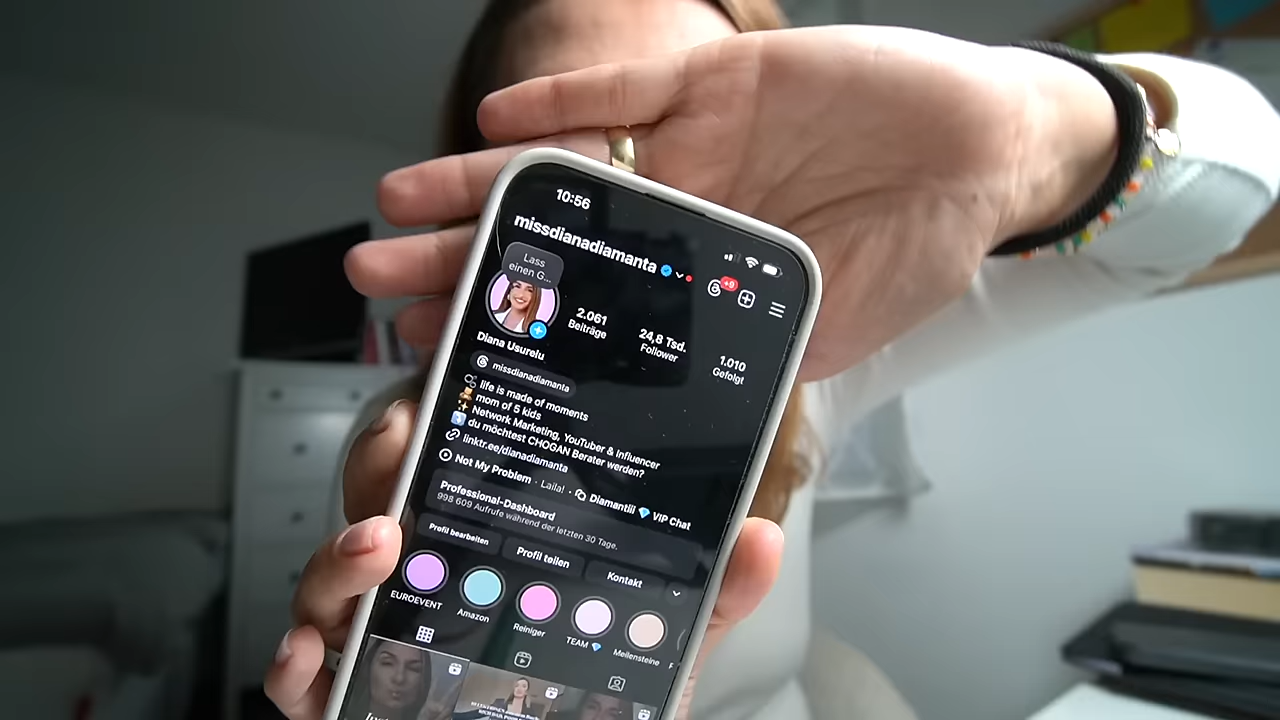 10:56
missdianadiamanta
+9
Lass
einen G...
2.061
Beiträge
24,8 Tsd.
Follower
1.010
Gefolgt
Diana Usurelu
missdianadiamanta
life is made of moments
mom of 5 kids
Network Marketing, YouTuber & Influencer
du möchtest CHOGAN Berater werden?
linktr.ee/dianadiamanta
Not My Problem · Laila! · Diamantiii 💎 VIP Chat
Professional-Dashboard
998 609 Aufrufe während der letzten 30 Tage.
Profil bearbeiten
Profil teilen
Kontakt
EUROEVENT
Amazon
Reiniger
TEAM 💎
Meilensteine